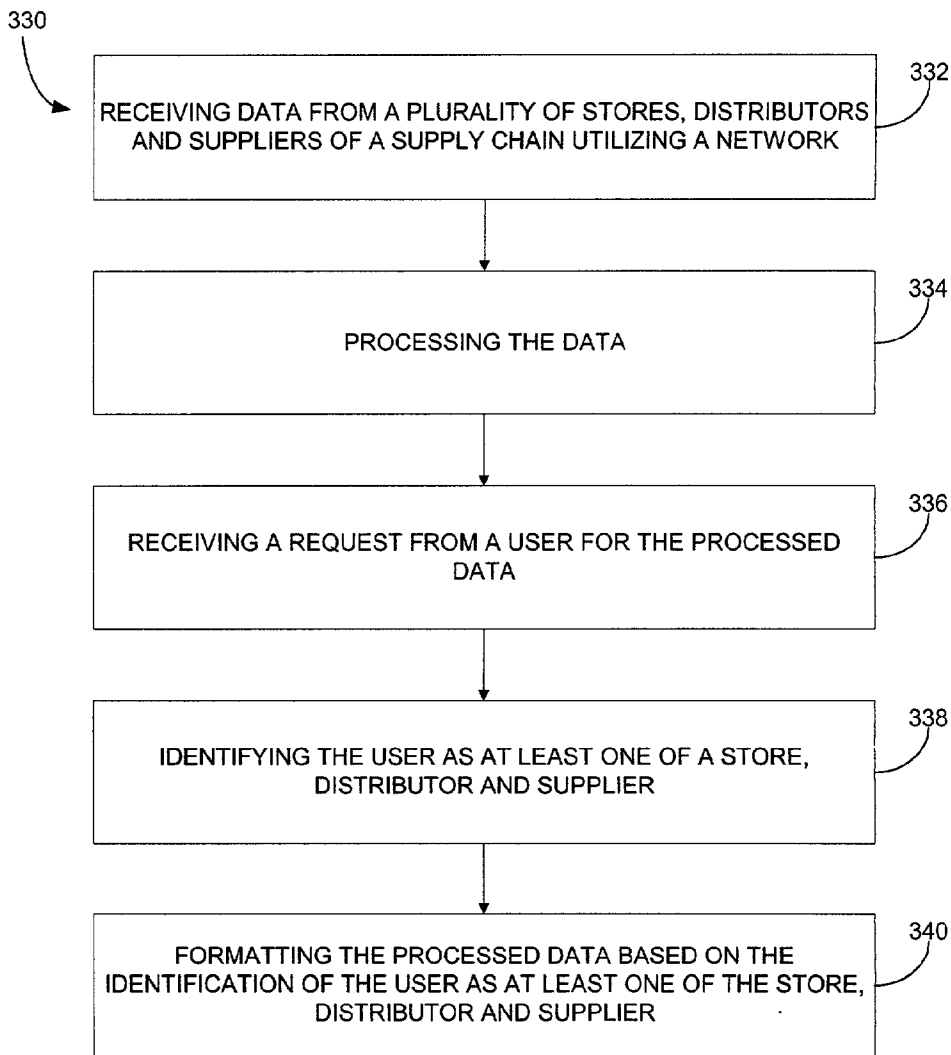 330
332
RECEIVING DATA FROM A PLURALITY OF STORES, DISTRIBUTORS
AND SUPPLIERS OF A SUPPLY CHAIN UTILIZING A NETWORK
334
PROCESSING THE DATA
336
RECEIVING A REQUEST FROM A USER FOR THE PROCESSED
DATA
338
IDENTIFYING THE USER AS AT LEAST ONE OF A STORE,
DISTRIBUTOR AND SUPPLIER
340
FORMATTING THE PROCESSED DATA BASED ON THE
IDENTIFICATION OF THE USER AS AT LEAST ONE OF THE STORE,
DISTRIBUTOR AND SUPPLIER